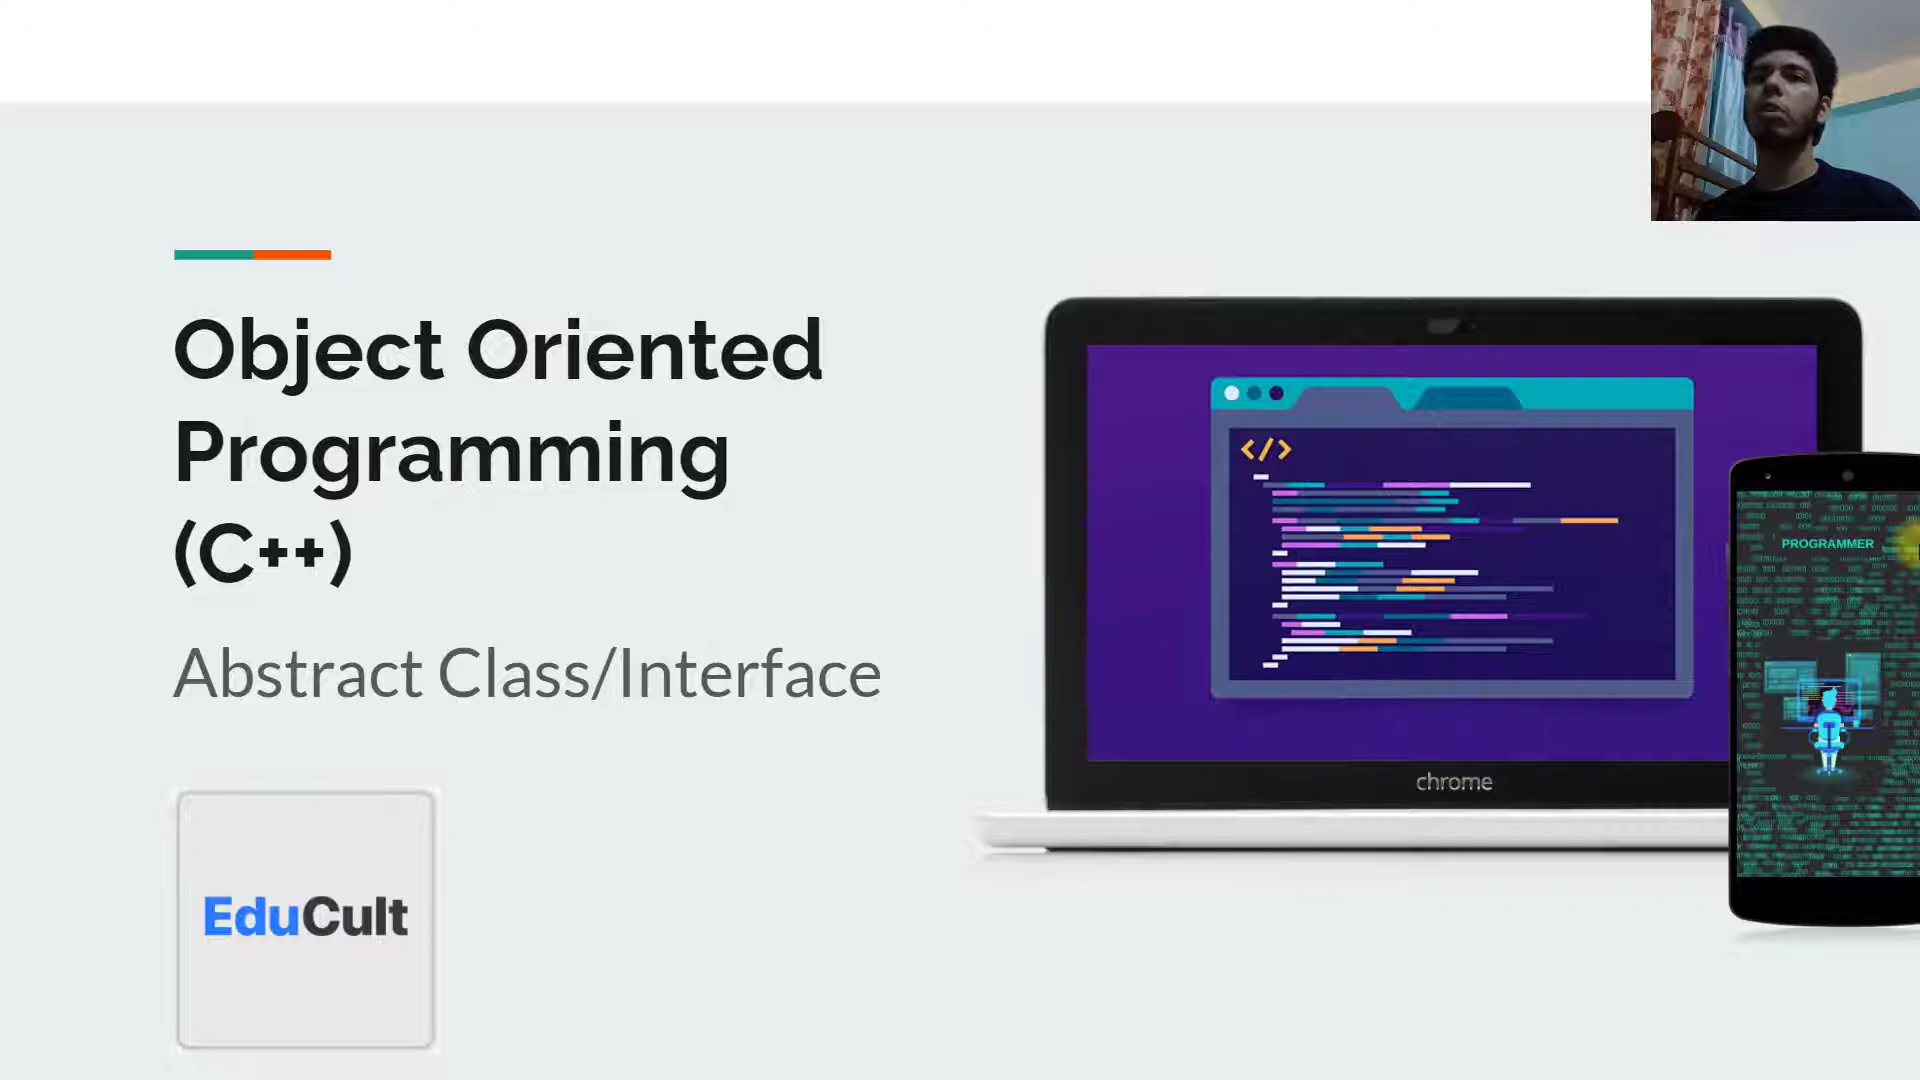 Object Oriented
Programming
(C++)
Abstract Class/Interface
EduCult
chrome
PROGRAMMER